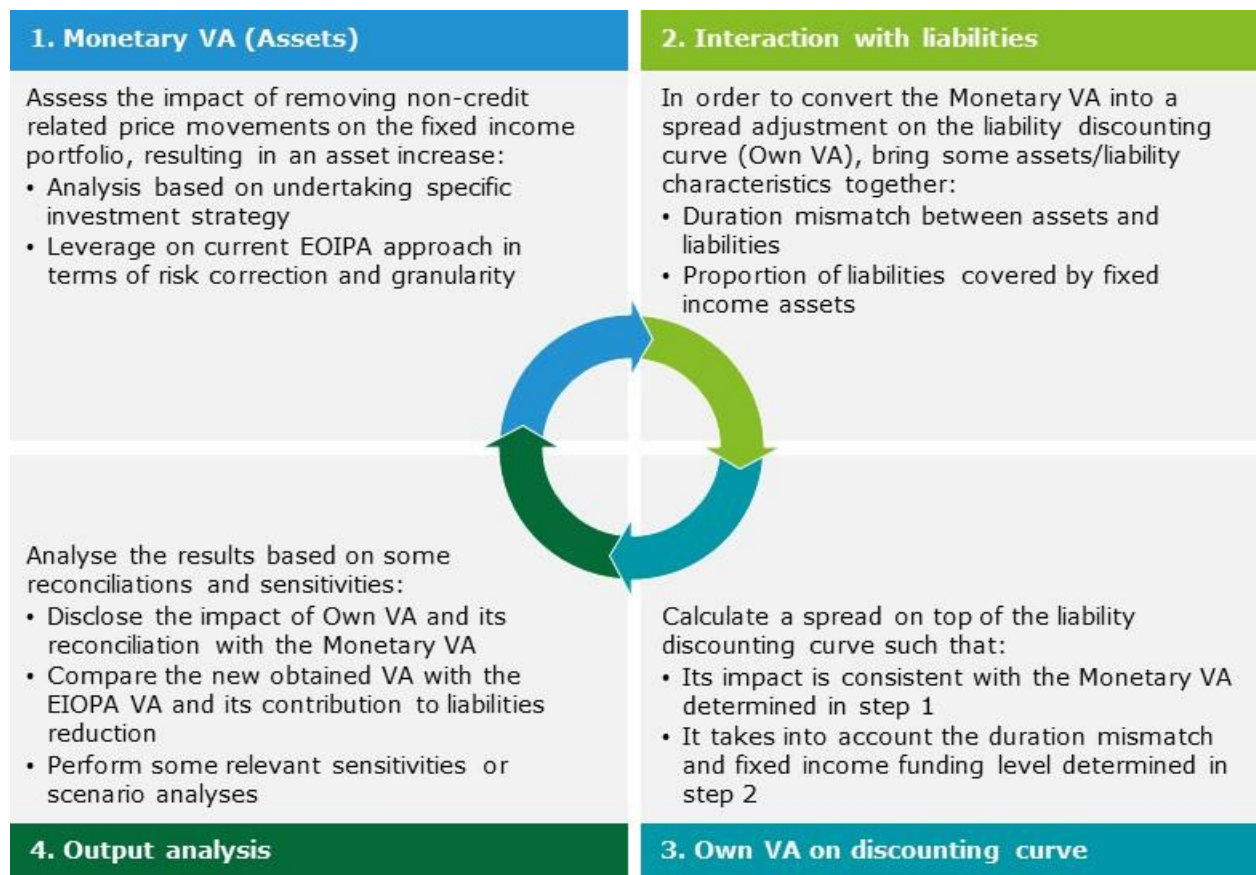 1. Monetary VA (Assets)
Assess the impact of removing non-credit
related price movements on the fixed income
portfolio, resulting in an asset increase:
• Analysis based on undertaking specific
investment strategy
• Leverage on current EOIPA approach in
terms of risk correction and granularity
2. Interaction with liabilities
In order to convert the Monetary VA into a
spread adjustment on the liability discounting
curve (Own VA), bring some assets/liability
characteristics together:
• Duration mismatch between assets and
liabilities
• Proportion of liabilities covered by fixed
income assets
Calculate a spread on top of the liability
discounting curve such that:
• Its impact is consistent with the Monetary VA
determined in step 1
• It takes into account the duration mismatch
and fixed income funding level determined in
step 2
3. Own VA on discounting curve
Analyse the results based on some
reconciliations and sensitivities:
• Disclose the impact of Own VA and its
reconciliation with the Monetary VA
• Compare the new obtained VA with the
EIOPA VA and its contribution to liabilities
reduction
• Perform some relevant sensitivities or
scenario analyses
4. Output analysis